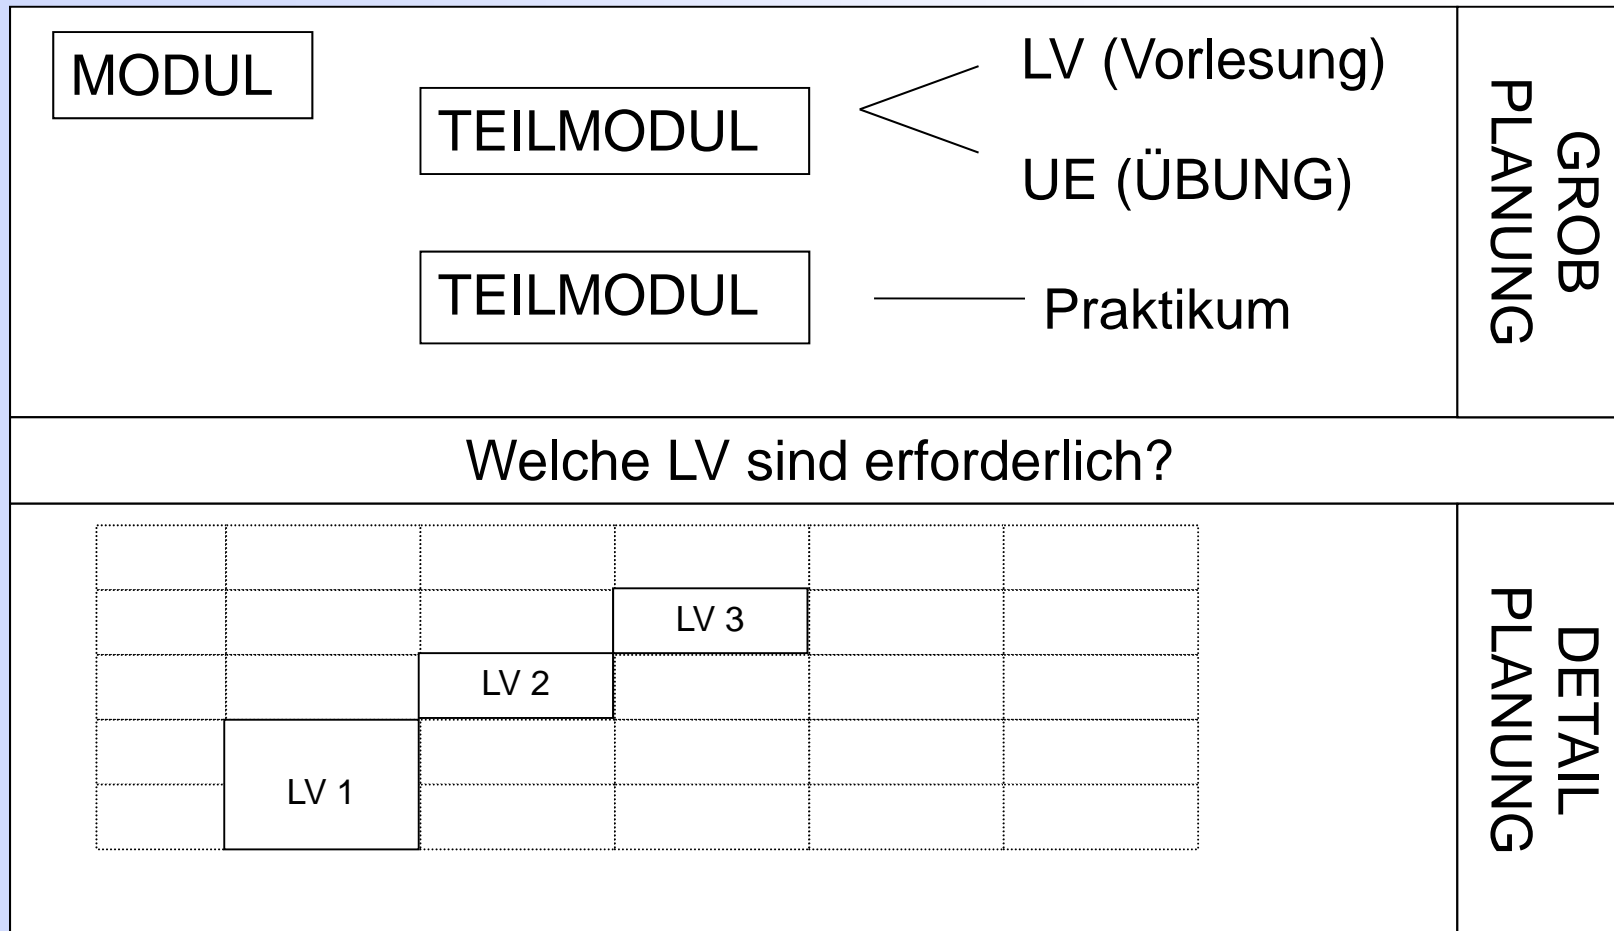 MODUL
TEILMODUL
LV (Vorlesung)
UE (ÜBUNG)
TEILMODUL
Praktikum
GROB
PLANUNG
Welche LV sind erforderlich?
LV 3
LV 2
LV 1
DETAIL
PLANUNG